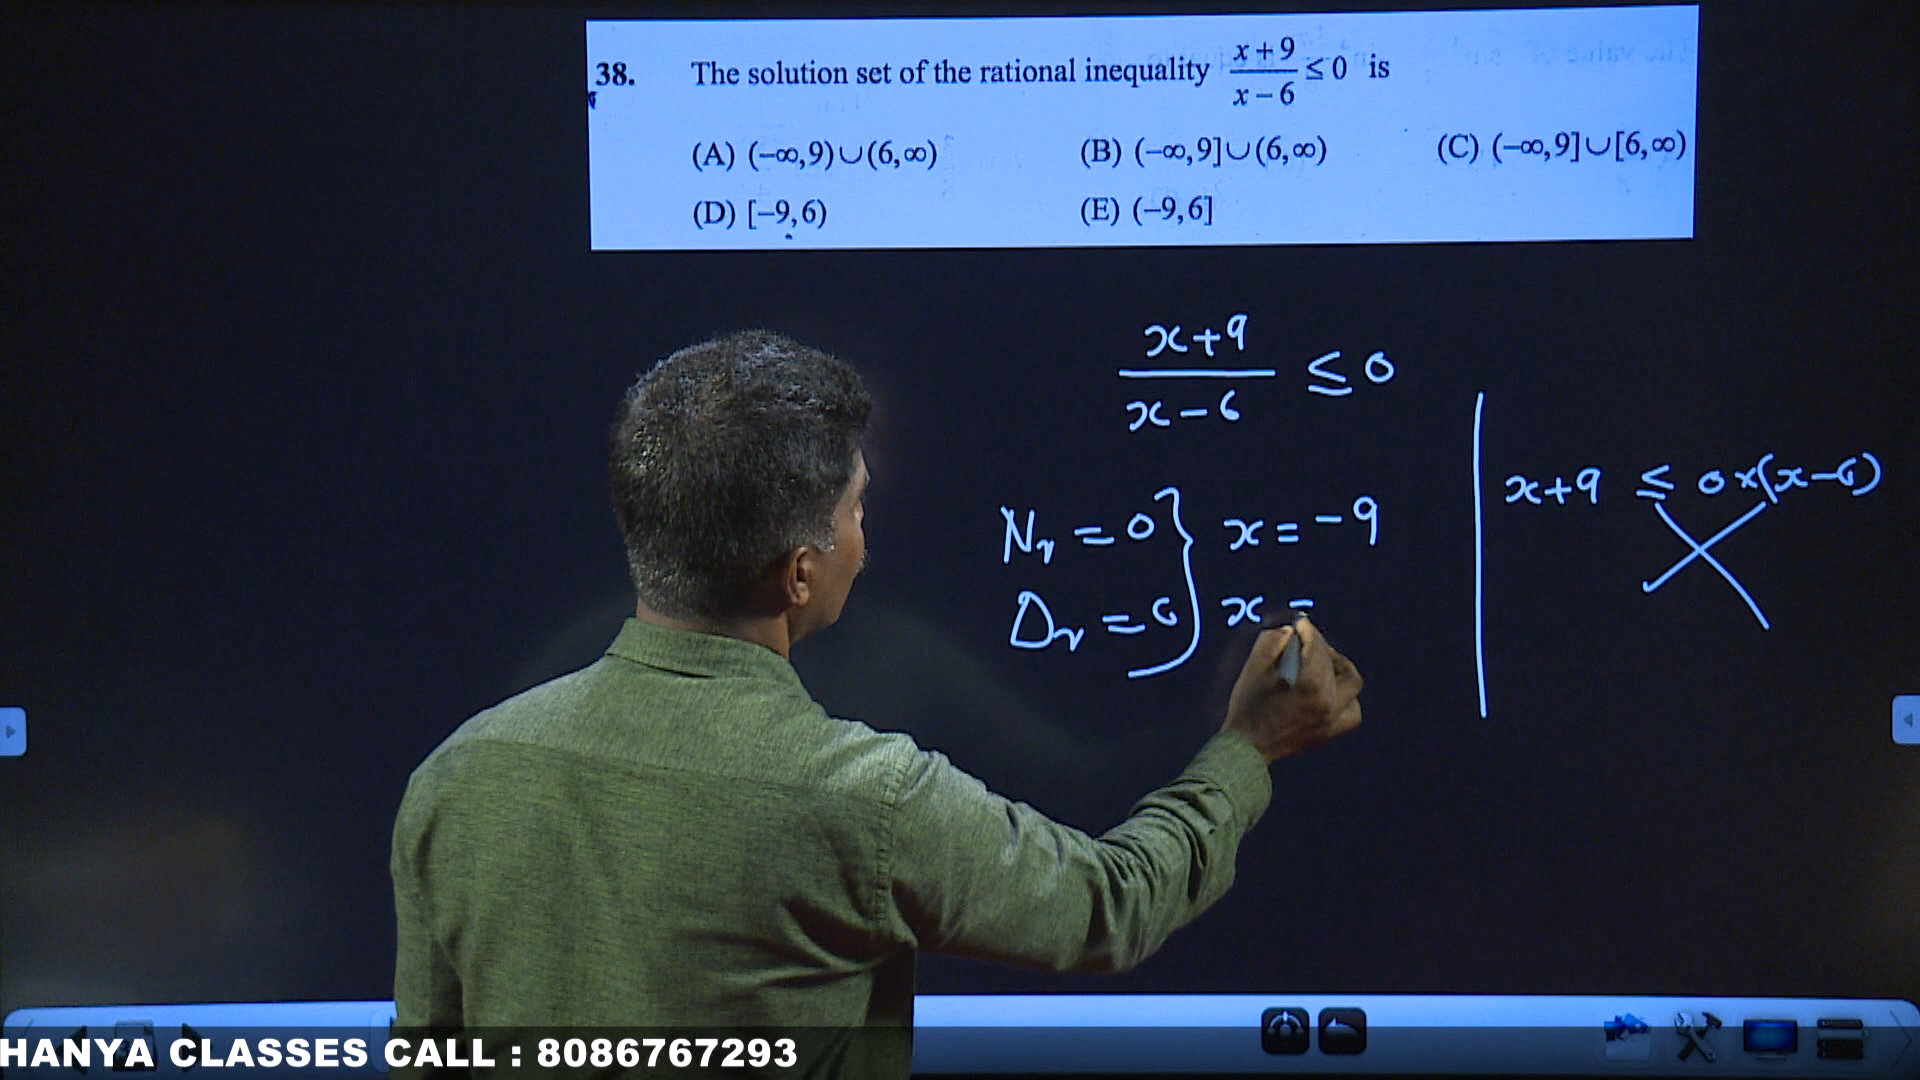 38. The solution set of the rational inequality (x + 9)/(x − 6) ≤ 0 is
(A) (−∞,9)∪(6,∞) (B) (−∞,9]∪(6,∞) (C) (−∞,9]∪[6,∞)
(D) [−9,6) (E) (−9,6]
x+9
x−6 ≤ 0
Nr = 0 } x = −9
Dr = 0 } x =
x+9 ≤ 0×(x−6)
HANYA CLASSES CALL : 8086767293